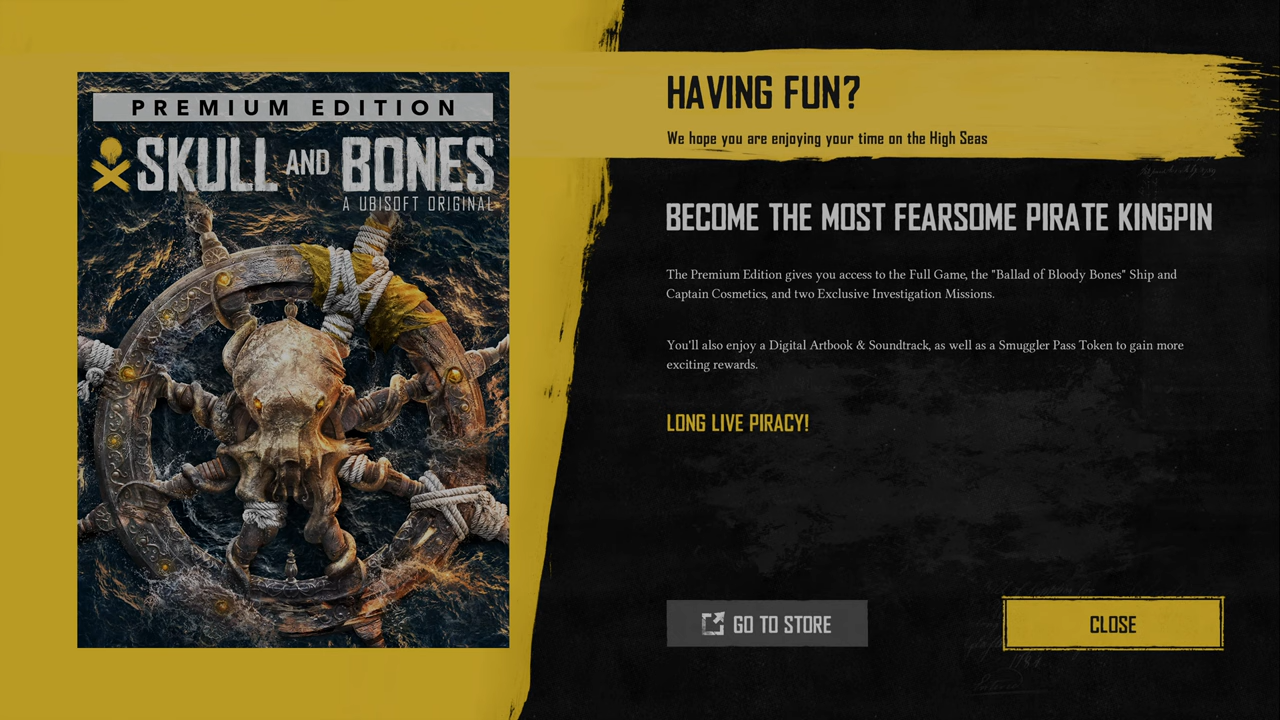 PREMIUM EDITION
SKULL AND BONES™
A UBISOFT ORIGINAL
HAVING FUN?
We hope you are enjoying your time on the High Seas
BECOME THE MOST FEARSOME PIRATE KINGPIN
The Premium Edition gives you access to the Full Game, the "Ballad of Bloody Bones" Ship and
Captain Cosmetics, and two Exclusive Investigation Missions.
You'll also enjoy a Digital Artbook & Soundtrack, as well as a Smuggler Pass Token to gain more
exciting rewards.
LONG LIVE PIRACY!
GO TO STORE
CLOSE